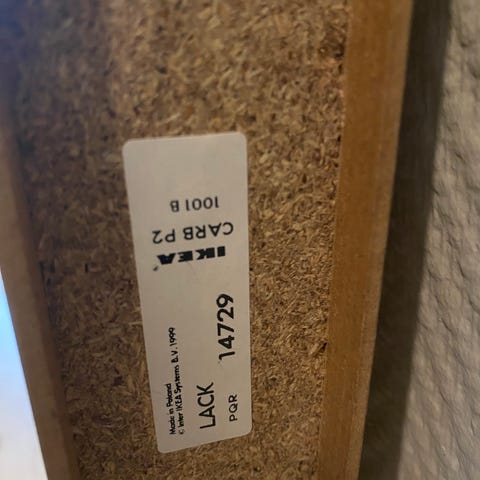 Made in Poland
© Inter IKEA Systems B.V. 1999
LACK
14729
PQR
IKEA®
CARB P2
1001 B